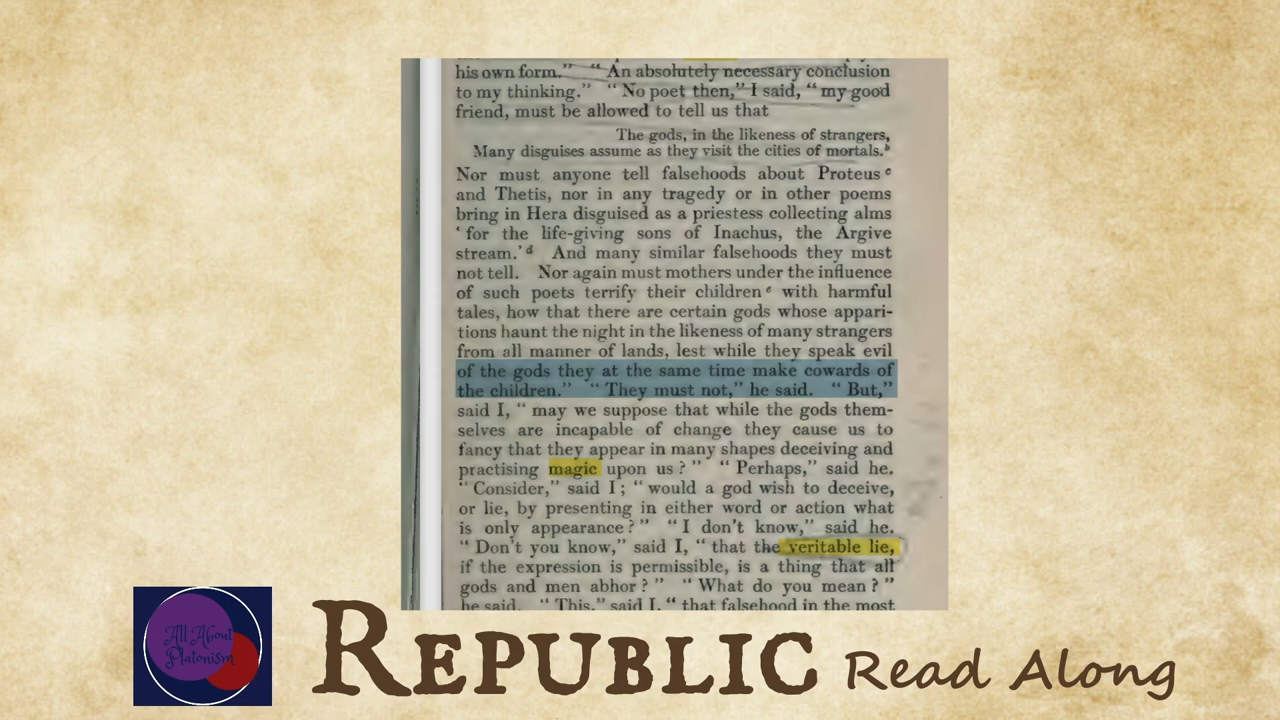 his own form.” “ An absolutely necessary conclusion
to my thinking.” “ No poet then,” I said, “ my good
friend, must be allowed to tell us that
The gods, in the likeness of strangers,
Many disguises assume as they visit the cities of mortals.ᵇ
Nor must anyone tell falsehoods about Proteus ᶜ
and Thetis, nor in any tragedy or in other poems
bring in Hera disguised as a priestess collecting alms
‘ for the life-giving sons of Inachus, the Argive
stream.’ ᵈ And many similar falsehoods they must
not tell. Nor again must mothers under the influence
of such poets terrify their children ᵉ with harmful
tales, how that there are certain gods whose appari-
tions haunt the night in the likeness of many strangers
from all manner of lands, lest while they speak evil
of the gods they at the same time make cowards of
the children.” “ They must not,” he said. “ But,”
said I, “ may we suppose that while the gods them-
selves are incapable of change they cause us to
fancy that they appear in many shapes deceiving and
practising magic upon us ? ” “ Perhaps,” said he.
“ Consider,” said I ; “ would a god wish to deceive,
or lie, by presenting in either word or action what
is only appearance ? ” “ I don’t know,” said he.
“ Don’t you know,” said I, “ that the veritable lie,
if the expression is permissible, is a thing that all
gods and men abhor ? ” “ What do you mean ? ”
he said. “ This,” said I, “ that falsehood in the most
All About
Platonism
REPUBLIC Read Along